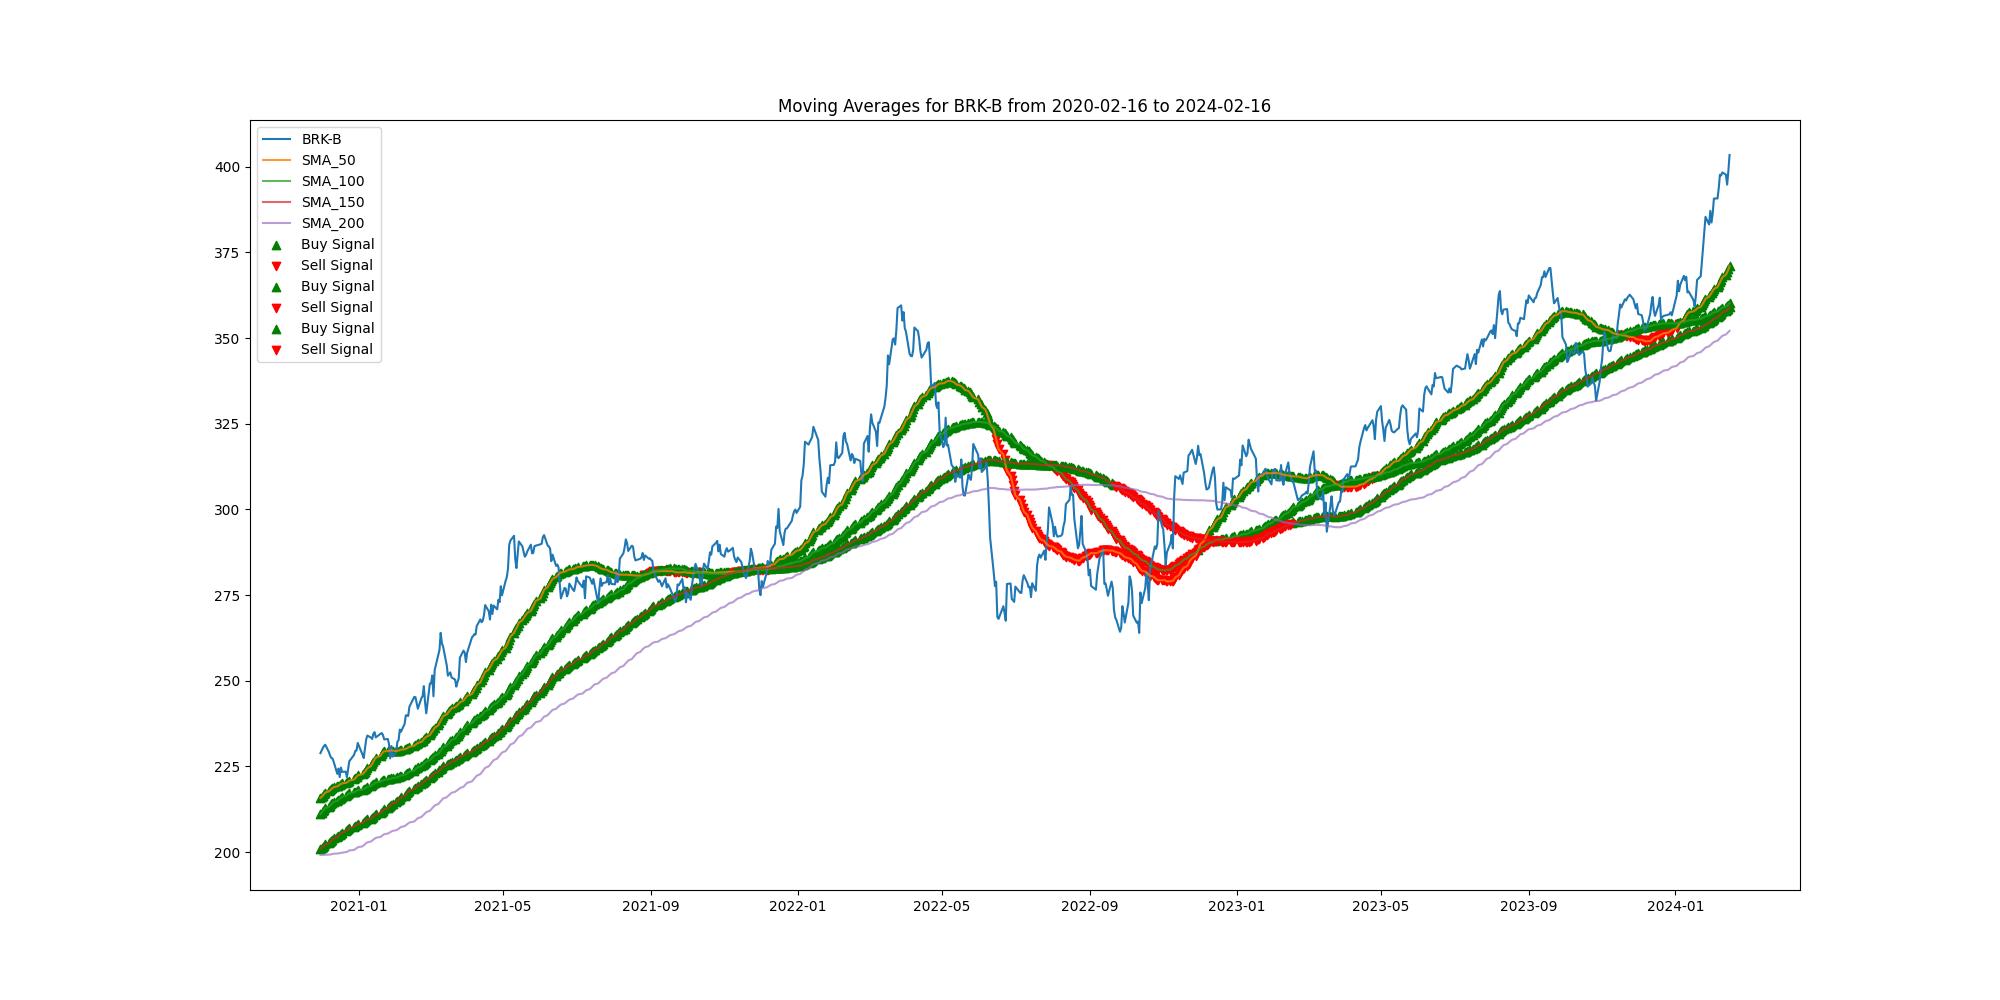 Moving Averages for BRK-B from 2020-02-16 to 2024-02-16
BRK-B
SMA_50
SMA_100
SMA_150
SMA_200
Buy Signal
Sell Signal
Buy Signal
Sell Signal
Buy Signal
Sell Signal
400
375
350
325
300
275
250
225
200
2021-01 2021-05 2021-09 2022-01 2022-05 2022-09 2023-01 2023-05 2023-09 2024-01